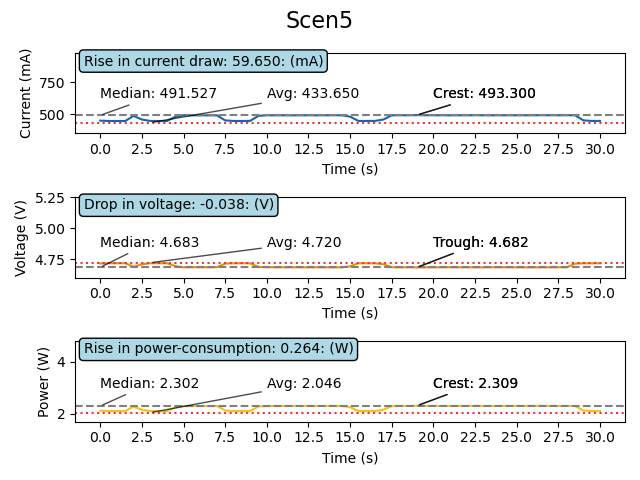 Scen5
Rise in current draw: 59.650: (mA)
Current (mA)
750
500
Median: 491.527
Avg: 433.650
Crest: 493.300
0.0 2.5 5.0 7.5 10.0 12.5 15.0 17.5 20.0 22.5 25.0 27.5 30.0
Time (s)
Drop in voltage: -0.038: (V)
Voltage (V)
5.25
5.00
4.75
Median: 4.683
Avg: 4.720
Trough: 4.682
0.0 2.5 5.0 7.5 10.0 12.5 15.0 17.5 20.0 22.5 25.0 27.5 30.0
Time (s)
Rise in power-consumption: 0.264: (W)
Power (W)
4
2
Median: 2.302
Avg: 2.046
Crest: 2.309
0.0 2.5 5.0 7.5 10.0 12.5 15.0 17.5 20.0 22.5 25.0 27.5 30.0
Time (s)